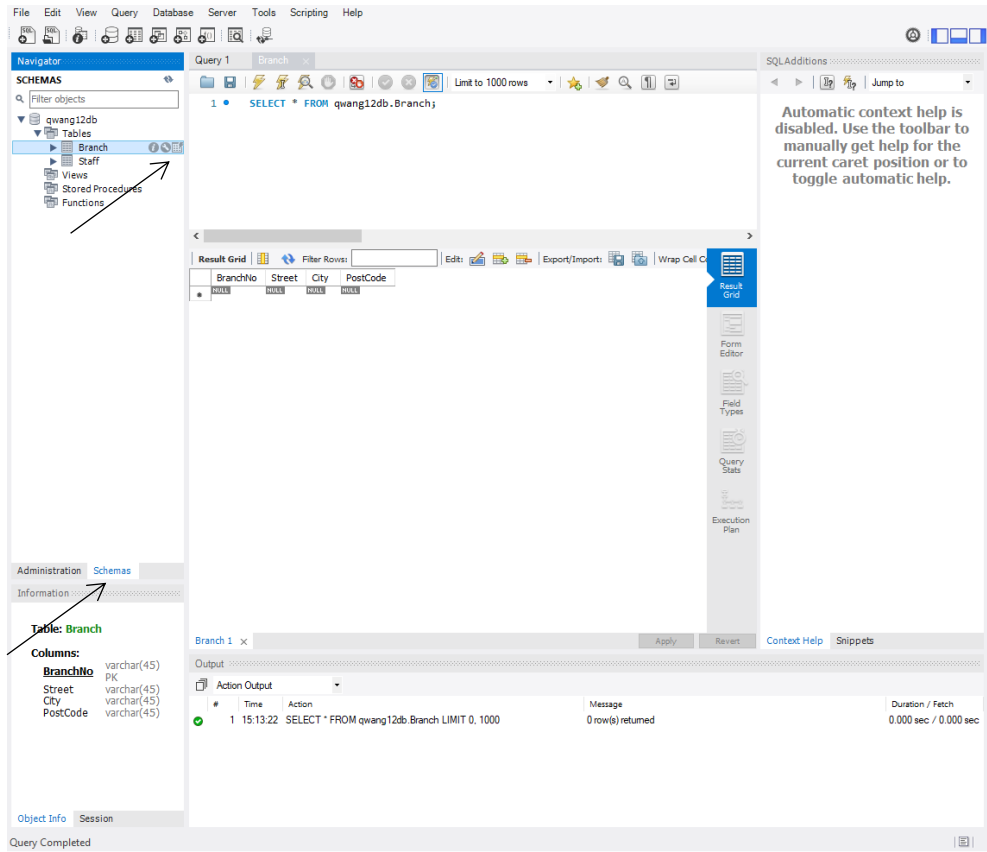 File Edit View Query Database Server Tools Scripting Help
SQL SQL
Navigator
SCHEMAS
Filter objects
qwang12db
Tables
Branch
Staff
Views
Stored Procedures
Functions
Administration Schemas
Information
Table: Branch
Columns:
BranchNo varchar(45)
PK
Street varchar(45)
City varchar(45)
PostCode varchar(45)
Object Info Session
Query 1 Branch ×
Limit to 1000 rows
1 SELECT * FROM qwang12db.Branch;
Result Grid Filter Rows: Edit: Export/Import: Wrap Cell
BranchNo Street City PostCode
NULL NULL NULL NULL
Result
Grid
Form
Editor
Field
Types
Query
Stats
Execution
Plan
Branch 1 × Apply Revert
Output
Action Output
# Time Action Message Duration / Fetch
1 15:13:22 SELECT * FROM qwang12db.Branch LIMIT 0, 1000 0 row(s) returned 0.000 sec / 0.000 sec
SQLAdditions
Jump to
Automatic context help is
disabled. Use the toolbar to
manually get help for the
current caret position or to
toggle automatic help.
Context Help Snippets
Query Completed